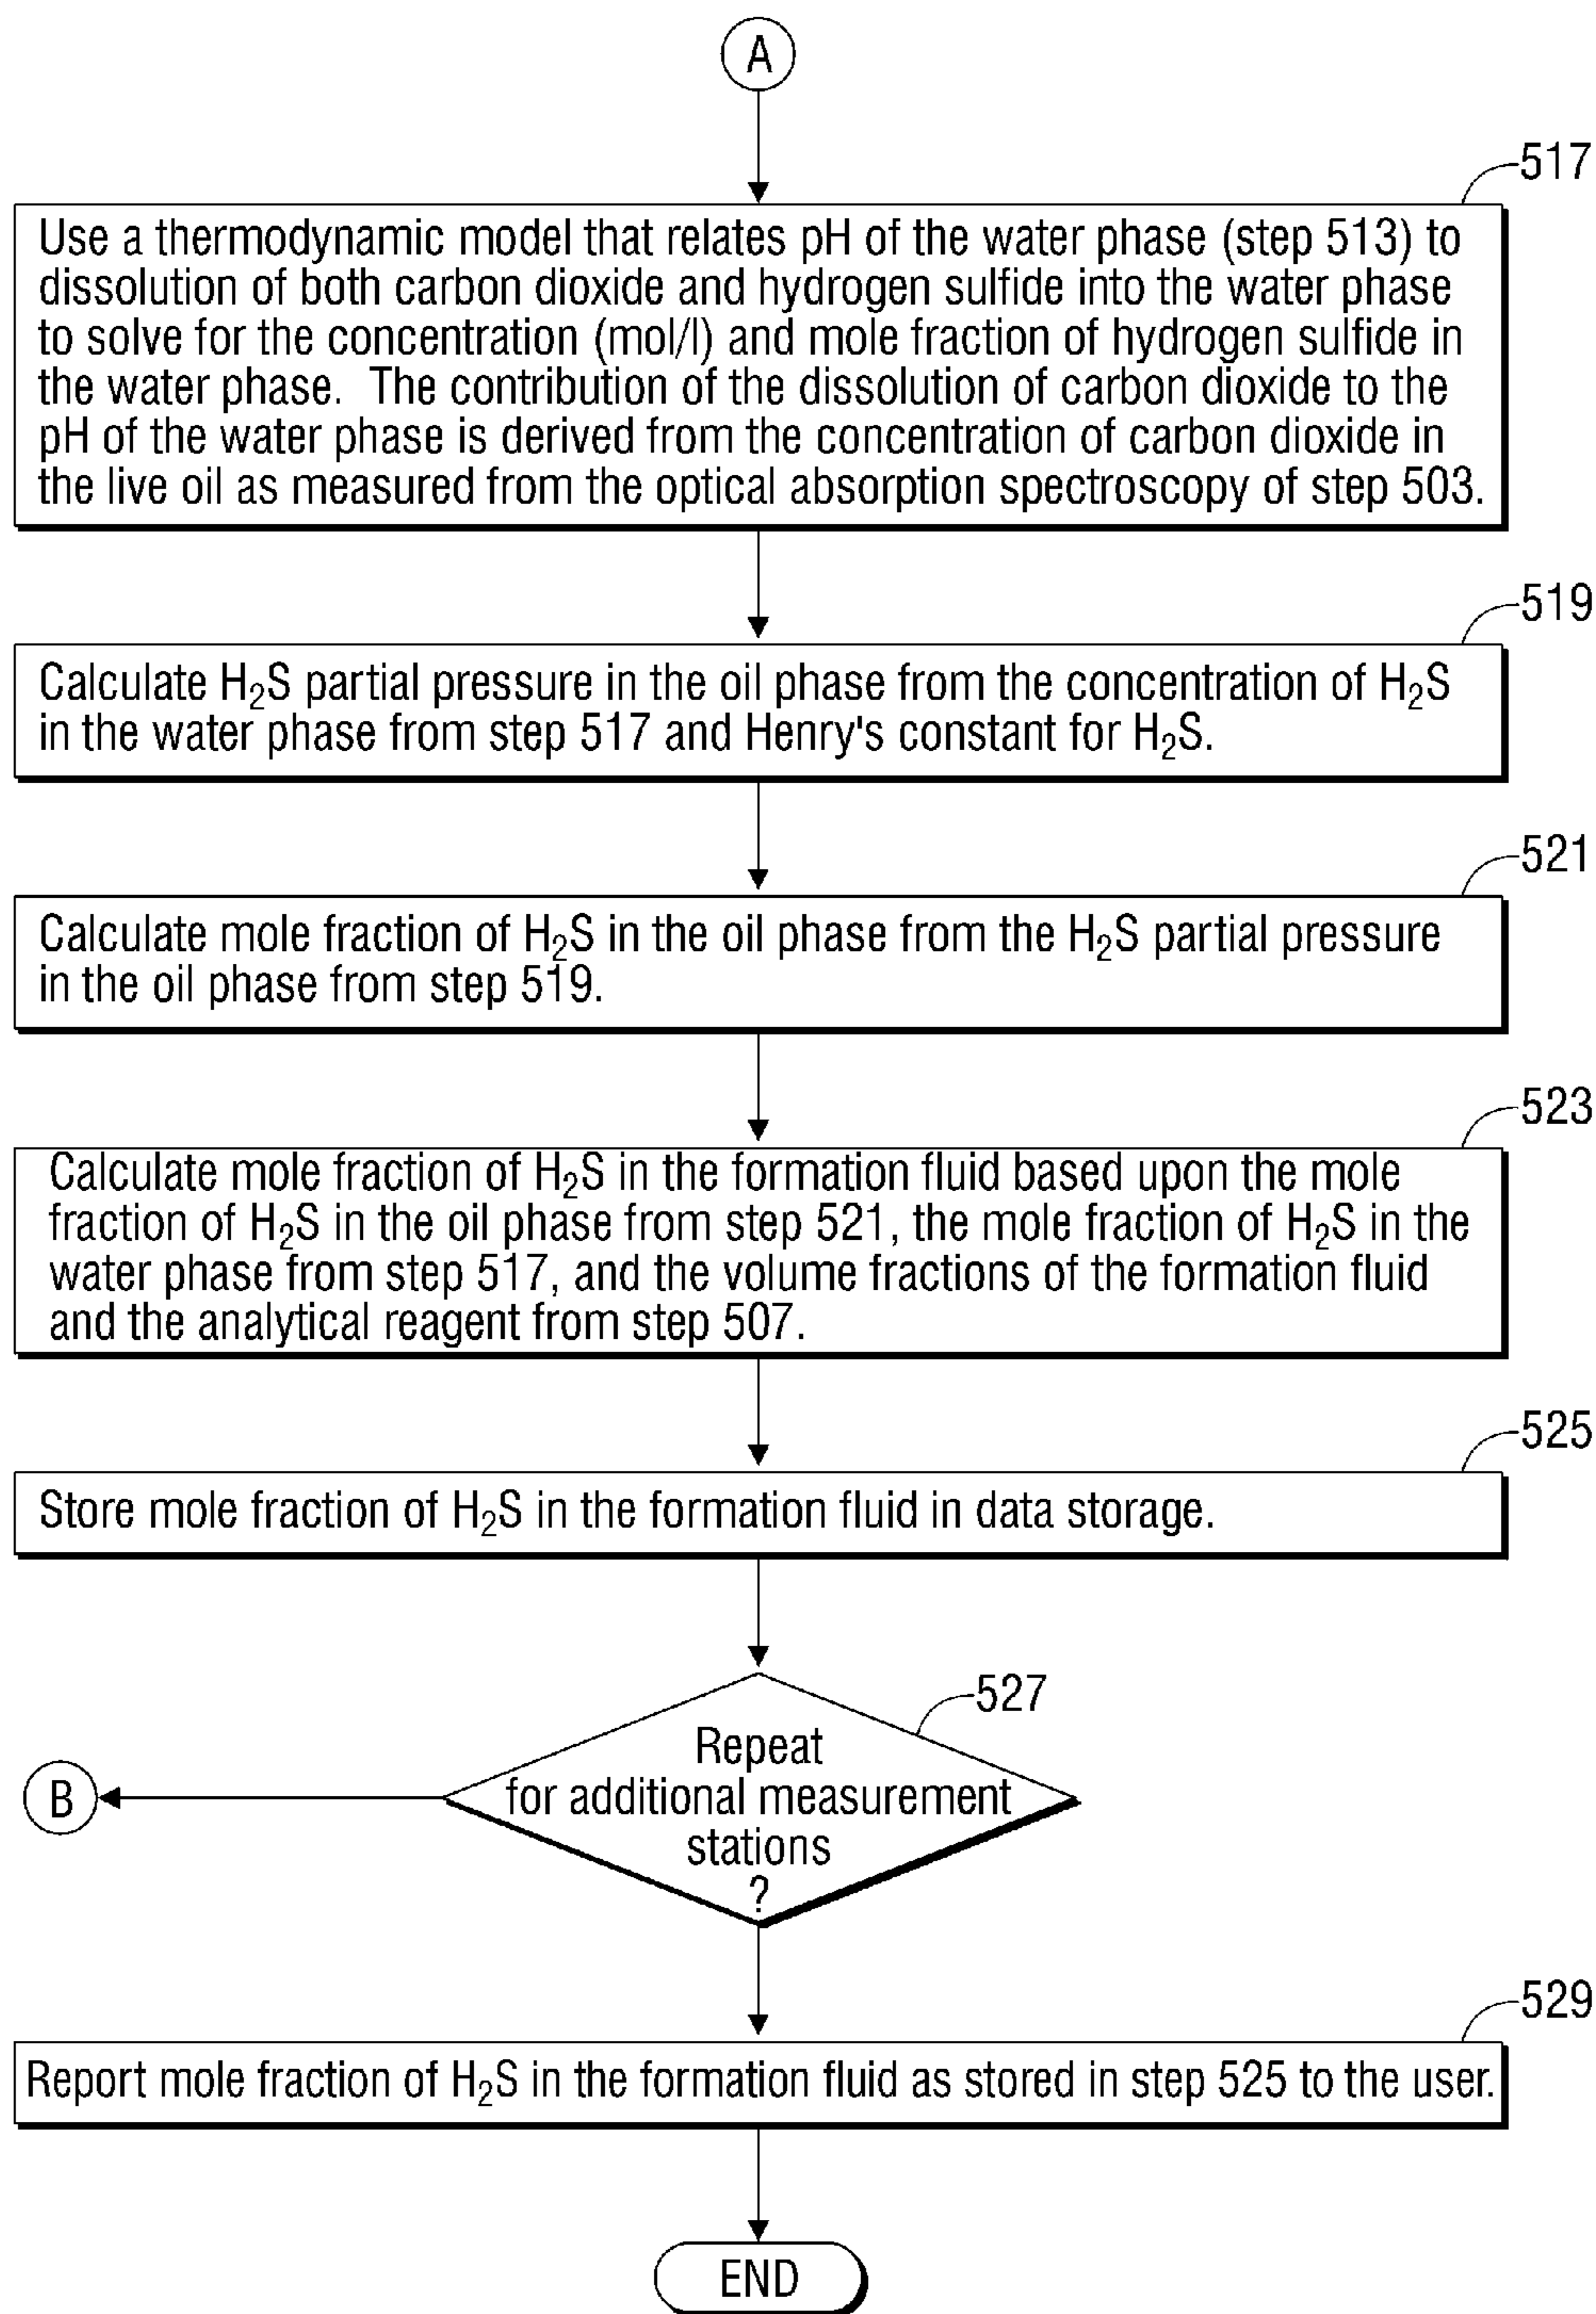 A
517
Use a thermodynamic model that relates pH of the water phase (step 513) to
dissolution of both carbon dioxide and hydrogen sulfide into the water phase
to solve for the concentration (mol/l) and mole fraction of hydrogen sulfide in
the water phase. The contribution of the dissolution of carbon dioxide to the
pH of the water phase is derived from the concentration of carbon dioxide in
the live oil as measured from the optical absorption spectroscopy of step 503.
519
Calculate H₂S partial pressure in the oil phase from the concentration of H₂S
in the water phase from step 517 and Henry's constant for H₂S.
521
Calculate mole fraction of H₂S in the oil phase from the H₂S partial pressure
in the oil phase from step 519.
523
Calculate mole fraction of H₂S in the formation fluid based upon the mole
fraction of H₂S in the oil phase from step 521, the mole fraction of H₂S in the
water phase from step 517, and the volume fractions of the formation fluid
and the analytical reagent from step 507.
525
Store mole fraction of H₂S in the formation fluid in data storage.
527
Repeat
for additional measurement
stations
?
B
529
Report mole fraction of H₂S in the formation fluid as stored in step 525 to the user.
END